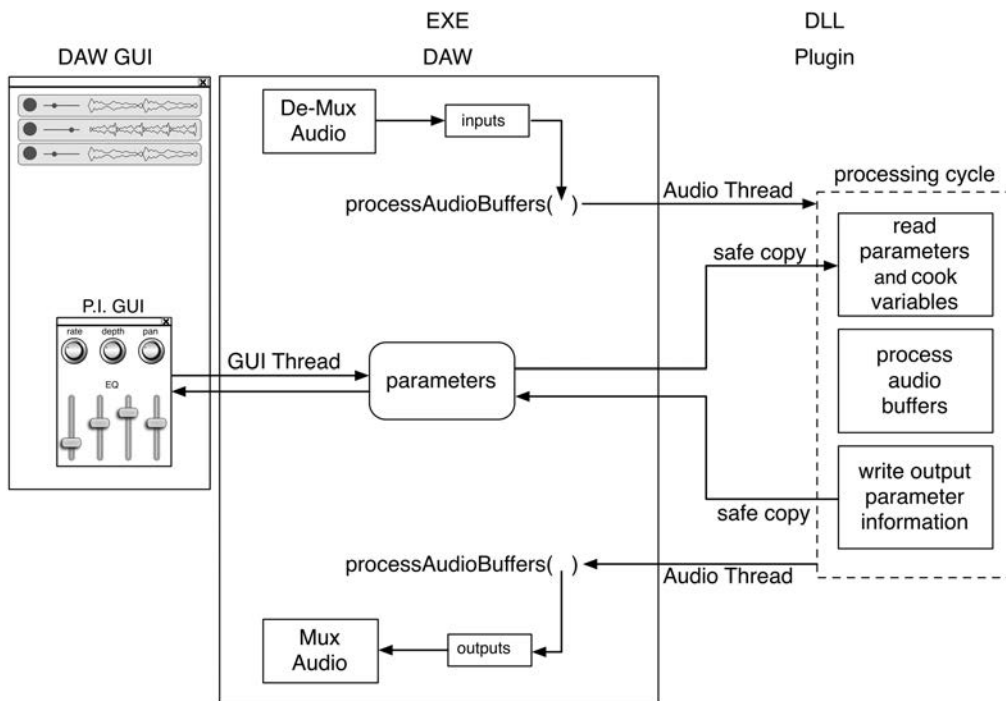 EXE
DLL
DAW GUI
DAW
Plugin
x
De-Mux
Audio
inputs
processing cycle
processAudioBuffers( )
Audio Thread
read
parameters
and cook
variables
safe copy
P.I. GUI
x
rate
depth
pan
GUI Thread
parameters
process
audio
buffers
EQ
write output
parameter
information
safe copy
processAudioBuffers( )
Audio Thread
Mux
Audio
outputs